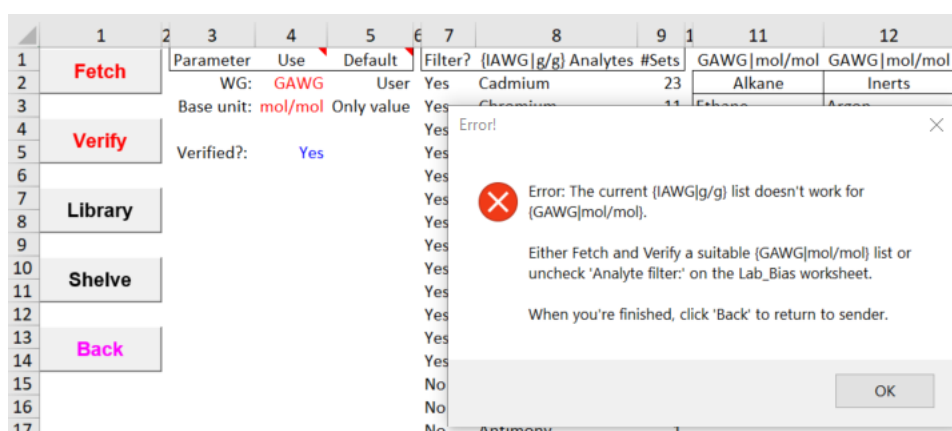 1 2 3 4 5 6 7 8 9 1 11 12
1 Parameter Use Default Filter? {IAWG|g/g} Analytes #Sets GAWG|mol/mol GAWG|mol/mol
Fetch
2 WG: GAWG User Yes Cadmium 23 Alkane Inerts
3 Base unit: mol/mol Only value Yes Chromium 11 Ethane Argon
4 Yes
Verify
5 Verified?: Yes Yes
6 Yes
7 Yes
Library
8 Yes
9 Yes
10 Yes
Shelve
11 Yes
12 Yes
13 Yes
Back
14 Yes
15 No
16 No
17 No Antimony 1
Error!
Error: The current {IAWG|g/g} list doesn't work for
{GAWG|mol/mol}.
Either Fetch and Verify a suitable {GAWG|mol/mol} list or
uncheck 'Analyte filter:' on the Lab_Bias worksheet.
When you're finished, click 'Back' to return to sender.
OK